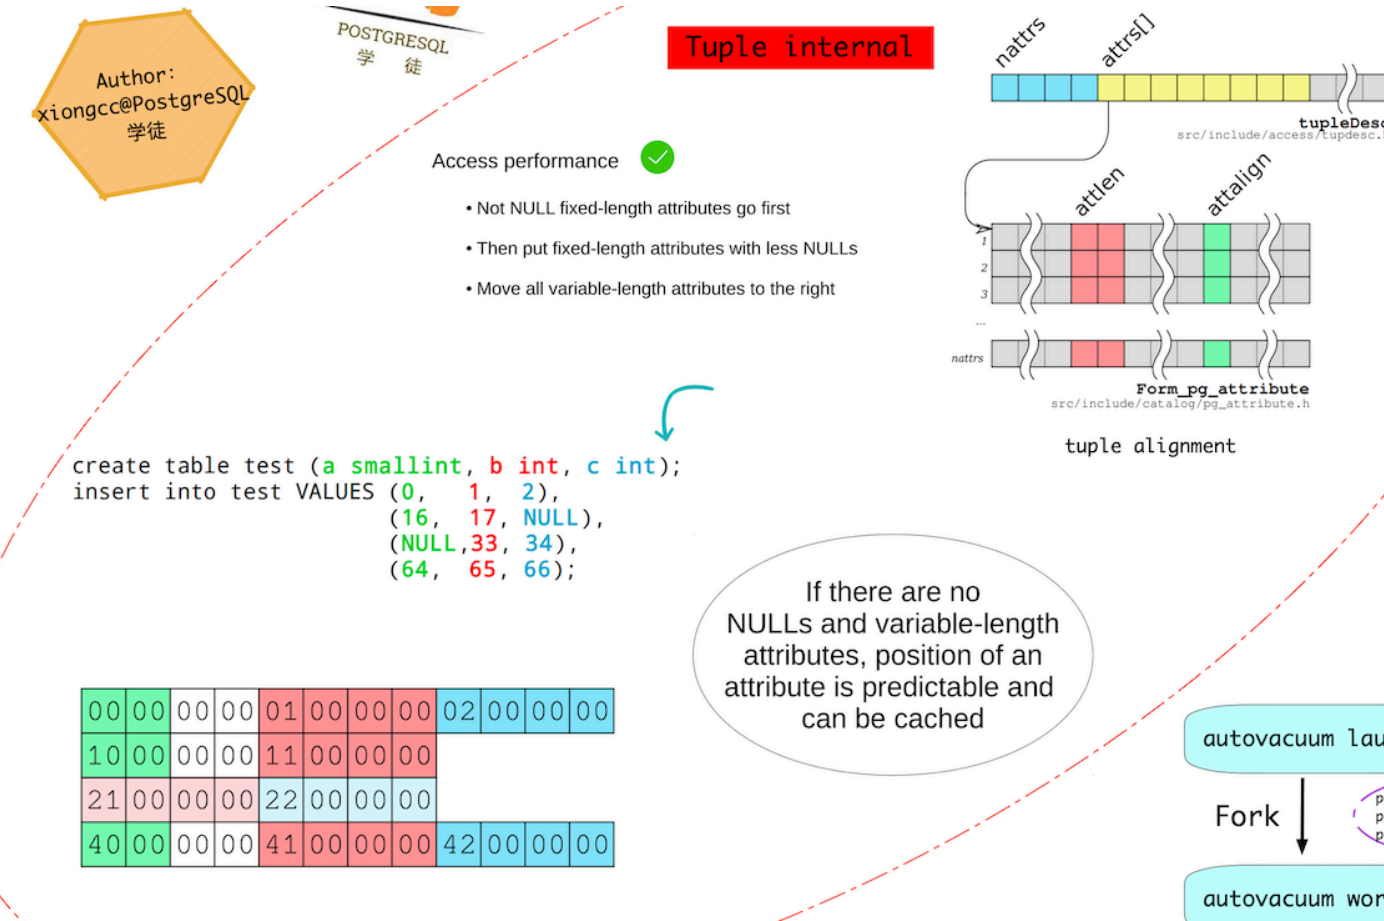 Author:
xiongcc@PostgreSQL
学徒
POSTGRESQL
学 徒
Tuple internal
nattrs
attrs[]
tupleDesc
src/include/access/tupdesc.h
Access performance
• Not NULL fixed-length attributes go first
• Then put fixed-length attributes with less NULLs
• Move all variable-length attributes to the right
attlen
attalign
1
2
3
...
nattrs
Form_pg_attribute
src/include/catalog/pg_attribute.h
tuple alignment
create table test (a smallint, b int, c int);
insert into test VALUES (0, 1, 2),
(16, 17, NULL),
(NULL,33, 34),
(64, 65, 66);
If there are no
NULLs and variable-length
attributes, position of an
attribute is predictable and
can be cached
00 00 00 00 01 00 00 00 02 00 00 00
10 00 00 00 11 00 00 00
21 00 00 00 22 00 00 00
40 00 00 00 41 00 00 00 42 00 00 00
autovacuum lau
Fork
p
p
p
autovacuum wor